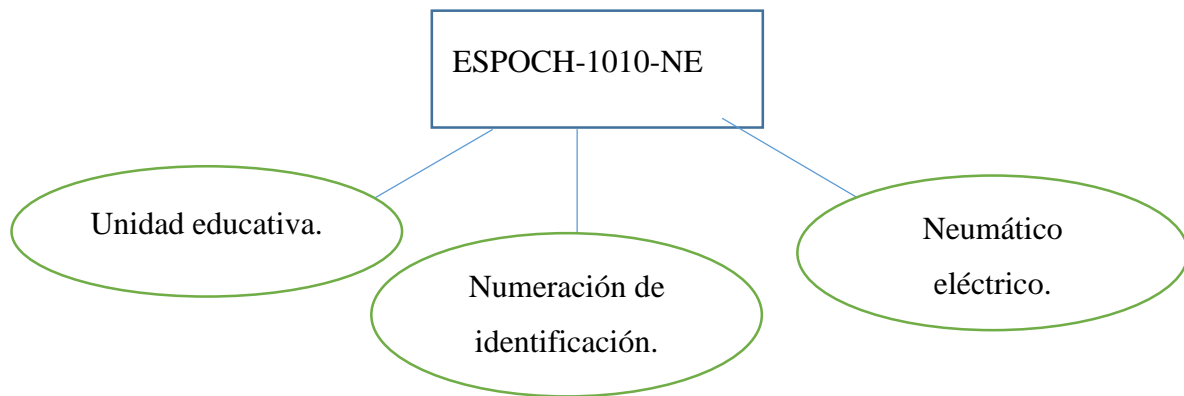 ESPOCH-1010-NE
Unidad educativa.
Numeración de
identificación.
Neumático
eléctrico.